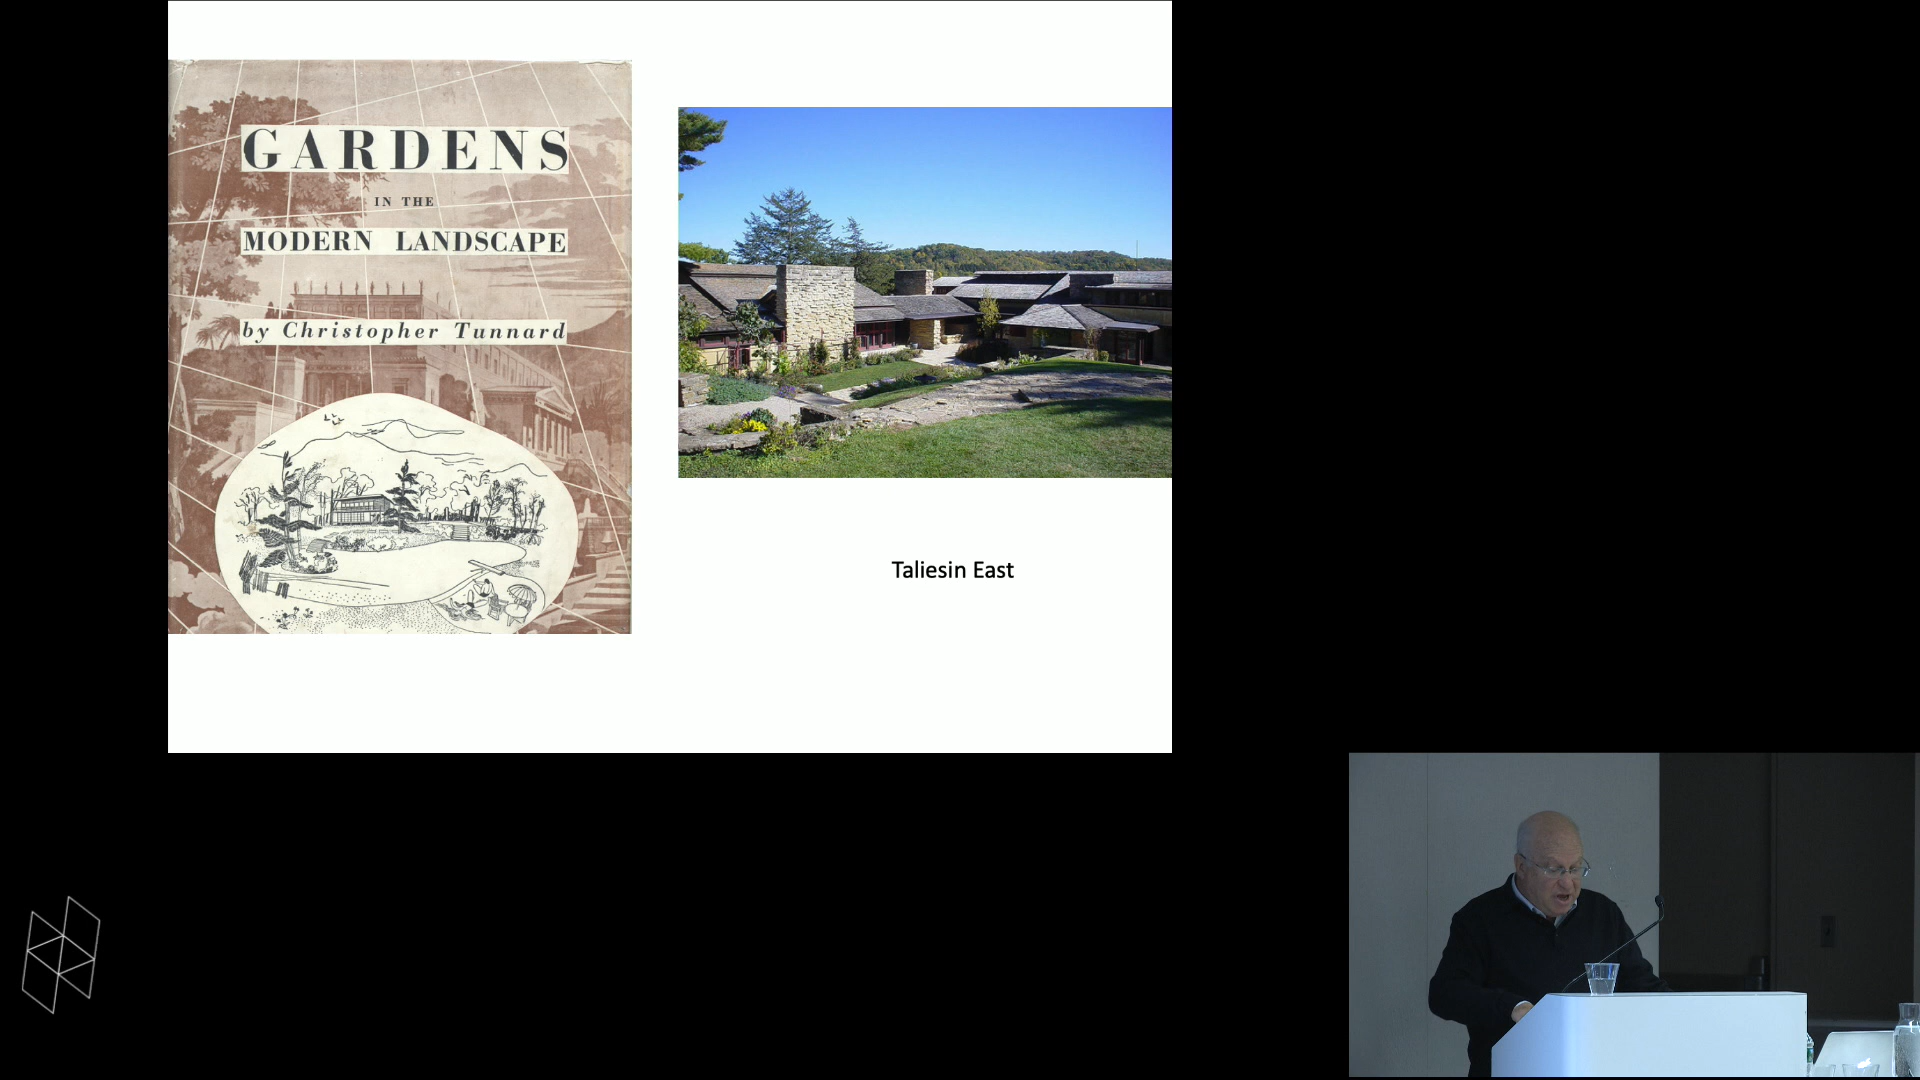 GARDENS
IN THE
MODERN LANDSCAPE
by Christopher Tunnard
Taliesin East